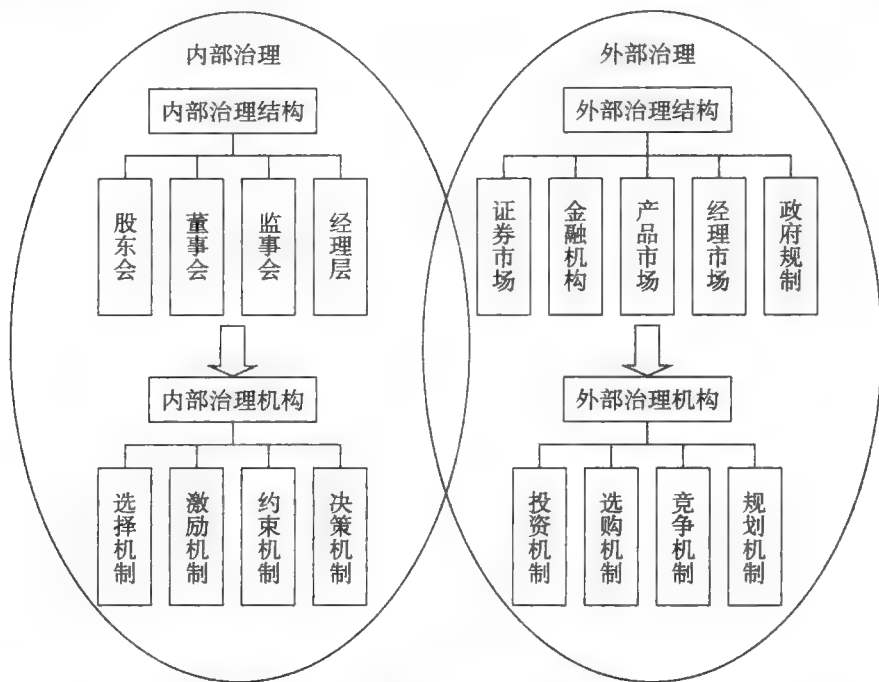 内部治理
内部治理结构
股东会
董事会
监事会
经理层
内部治理机构
选择机制
激励机制
约束机制
决策机制
外部治理
外部治理结构
证券市场
金融机构
产品市场
经理市场
政府规制
外部治理机构
投资机制
选购机制
竞争机制
规划机制